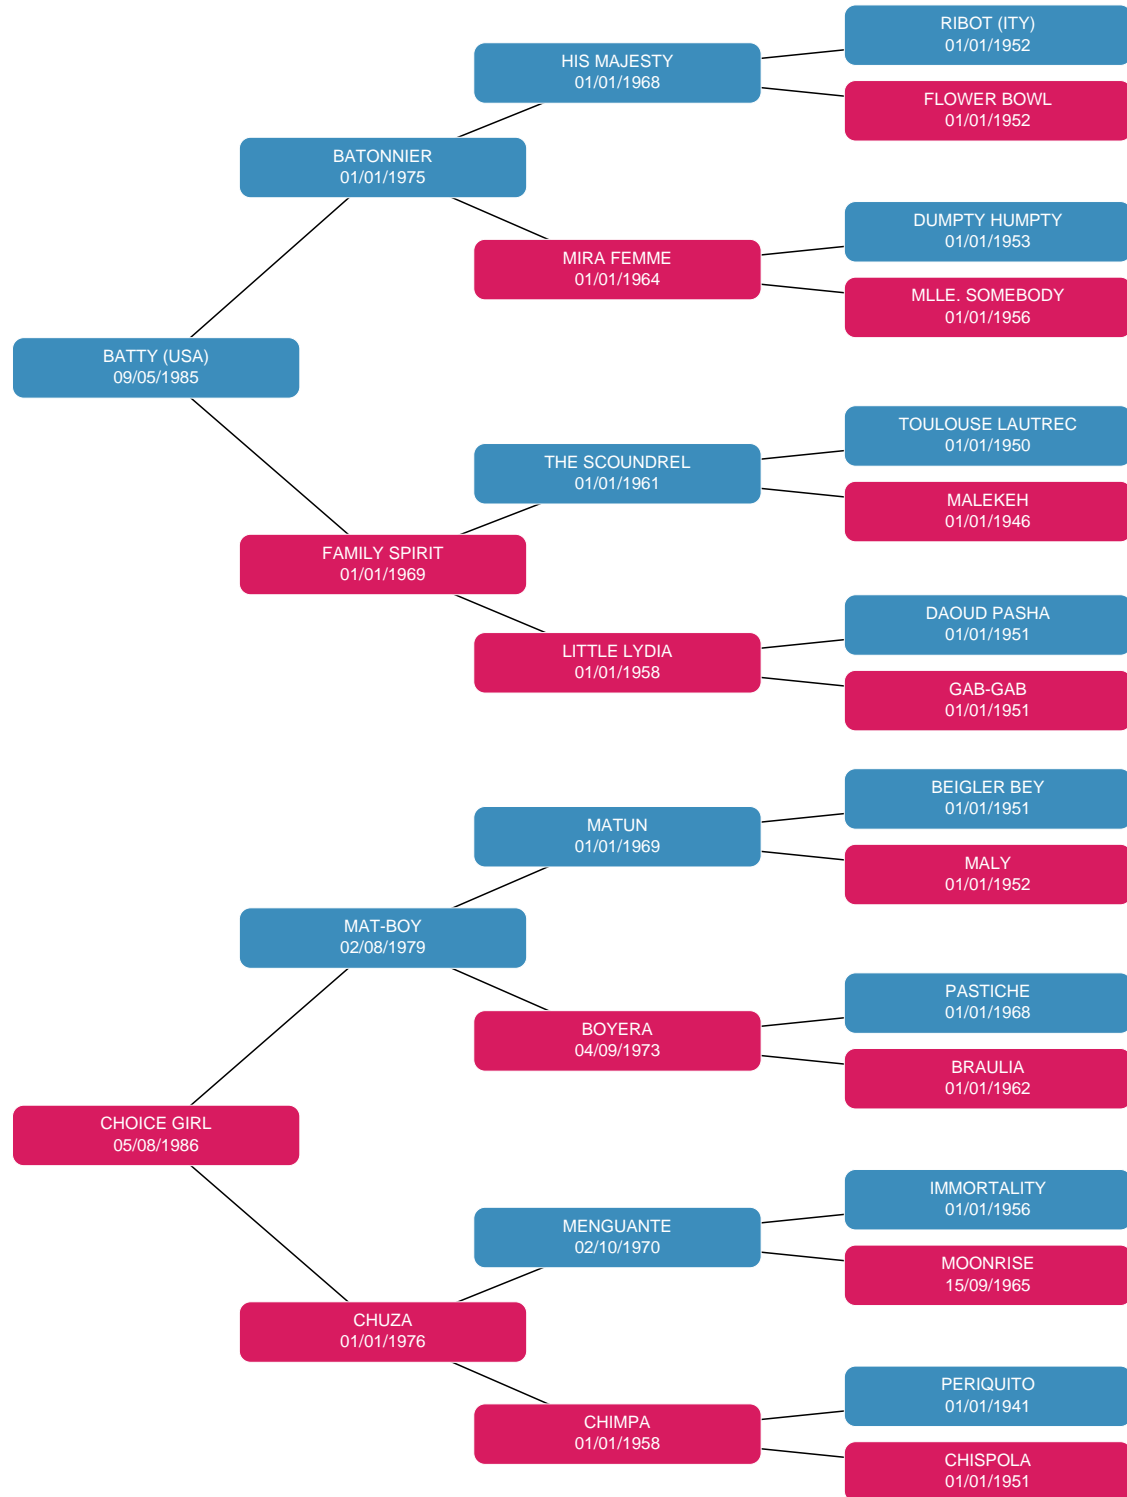 RIBOT (ITY)
01/01/1952
HIS MAJESTY
01/01/1968
FLOWER BOWL
01/01/1952
BATONNIER
01/01/1975
DUMPTY HUMPTY
01/01/1953
MIRA FEMME
01/01/1964
MLLE. SOMEBODY
01/01/1956
BATTY (USA)
09/05/1985
TOULOUSE LAUTREC
01/01/1950
THE SCOUNDREL
01/01/1961
MALEKEH
01/01/1946
FAMILY SPIRIT
01/01/1969
DAOUD PASHA
01/01/1951
LITTLE LYDIA
01/01/1958
GAB-GAB
01/01/1951
BEIGLER BEY
01/01/1951
MATUN
01/01/1969
MALY
01/01/1952
MAT-BOY
02/08/1979
PASTICHE
01/01/1968
BOYERA
04/09/1973
BRAULIA
01/01/1962
CHOICE GIRL
05/08/1986
IMMORTALITY
01/01/1956
MENGUANTE
02/10/1970
MOONRISE
15/09/1965
CHUZA
01/01/1976
PERIQUITO
01/01/1941
CHIMPA
01/01/1958
CHISPOLA
01/01/1951